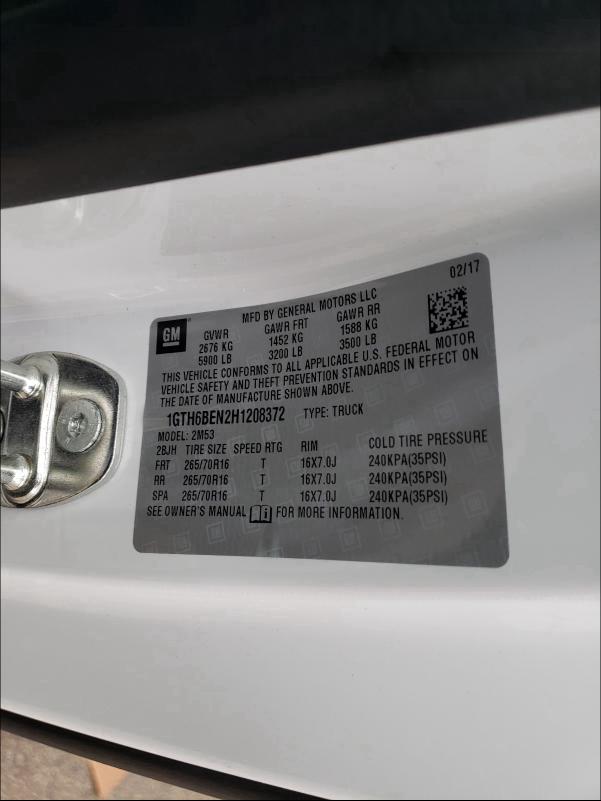 02/17
MFD BY GENERAL MOTORS LLC
GM GVWR GAWR FRT GAWR RR
2676 KG 1452 KG 1588 KG
5900 LB 3200 LB 3500 LB
THIS VEHICLE CONFORMS TO ALL APPLICABLE U.S. FEDERAL MOTOR
VEHICLE SAFETY AND THEFT PREVENTION STANDARDS IN EFFECT ON
THE DATE OF MANUFACTURE SHOWN ABOVE.
1GTH6BEN2H1208372 TYPE: TRUCK
MODEL: 2M53
2BJH TIRE SIZE SPEED RTG RIM COLD TIRE PRESSURE
FRT 265/70R16 T 16X7.0J 240KPA(35PSI)
RR 265/70R16 T 16X7.0J 240KPA(35PSI)
SPA 265/70R16 T 16X7.0J 240KPA(35PSI)
SEE OWNER'S MANUAL FOR MORE INFORMATION.